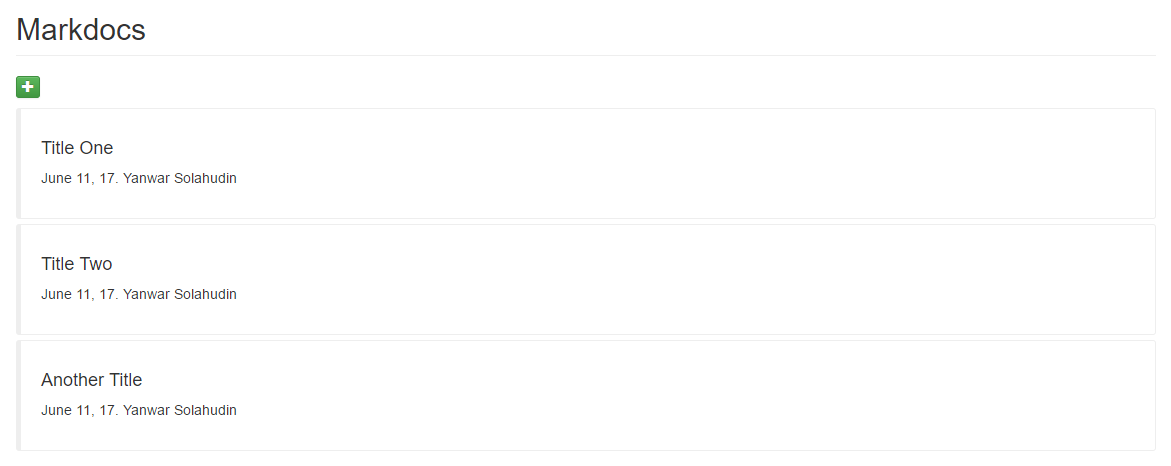 Markdocs
Title One
June 11, 17. Yanwar Solahudin
Title Two
June 11, 17. Yanwar Solahudin
Another Title
June 11, 17. Yanwar Solahudin